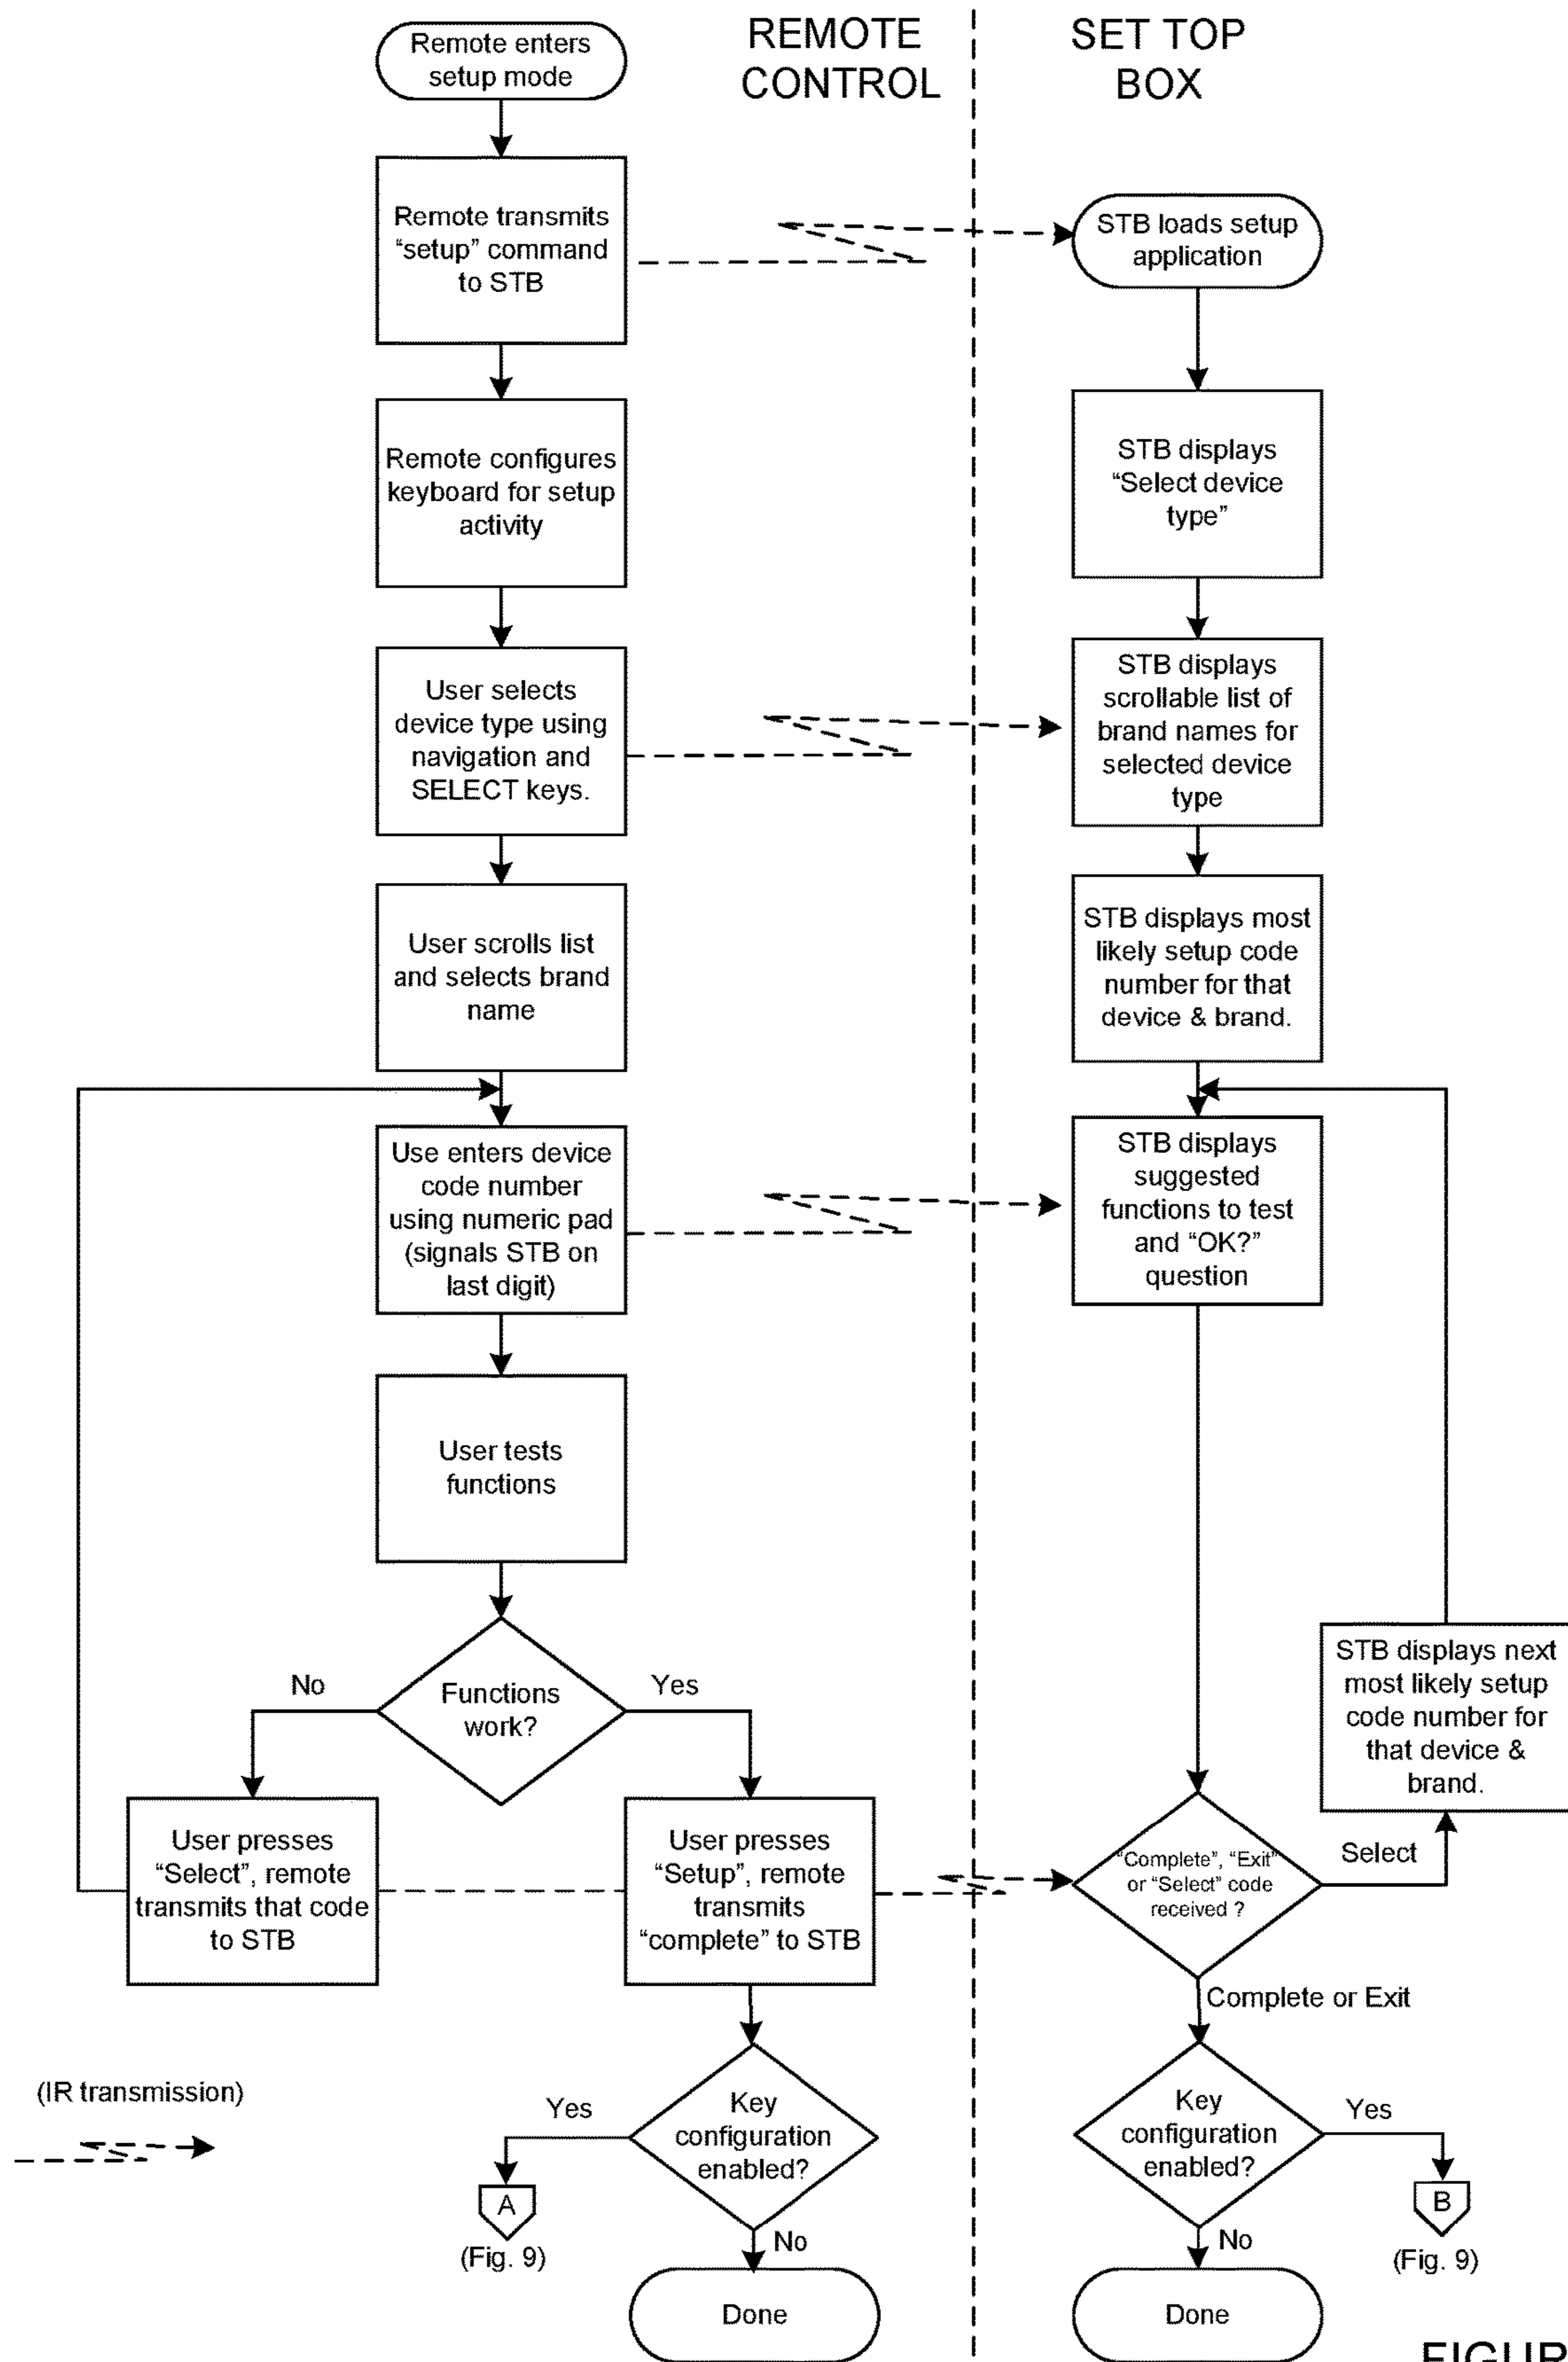 REMOTE
CONTROL
SET TOP
BOX
Remote enters
setup mode
Remote transmits
“setup” command
to STB
Remote configures
keyboard for setup
activity
User selects
device type using
navigation and
SELECT keys.
User scrolls list
and selects brand
name
Use enters device
code number
using numeric pad
(signals STB on
last digit)
User tests
functions
Functions
work?
No
Yes
User presses
“Select”, remote
transmits that code
to STB
User presses
“Setup”, remote
transmits
“complete” to STB
Key
configuration
enabled?
Yes
A
(Fig. 9)
No
Done
(IR transmission)
STB loads setup
application
STB displays
“Select device
type”
STB displays
scrollable list of
brand names for
selected device
type
STB displays most
likely setup code
number for that
device & brand.
STB displays
suggested
functions to test
and “OK?”
question
“Complete”, “Exit”
or “Select” code
received ?
Select
STB displays next
most likely setup
code number for
that device &
brand.
Complete or Exit
Key
configuration
enabled?
Yes
B
(Fig. 9)
No
Done